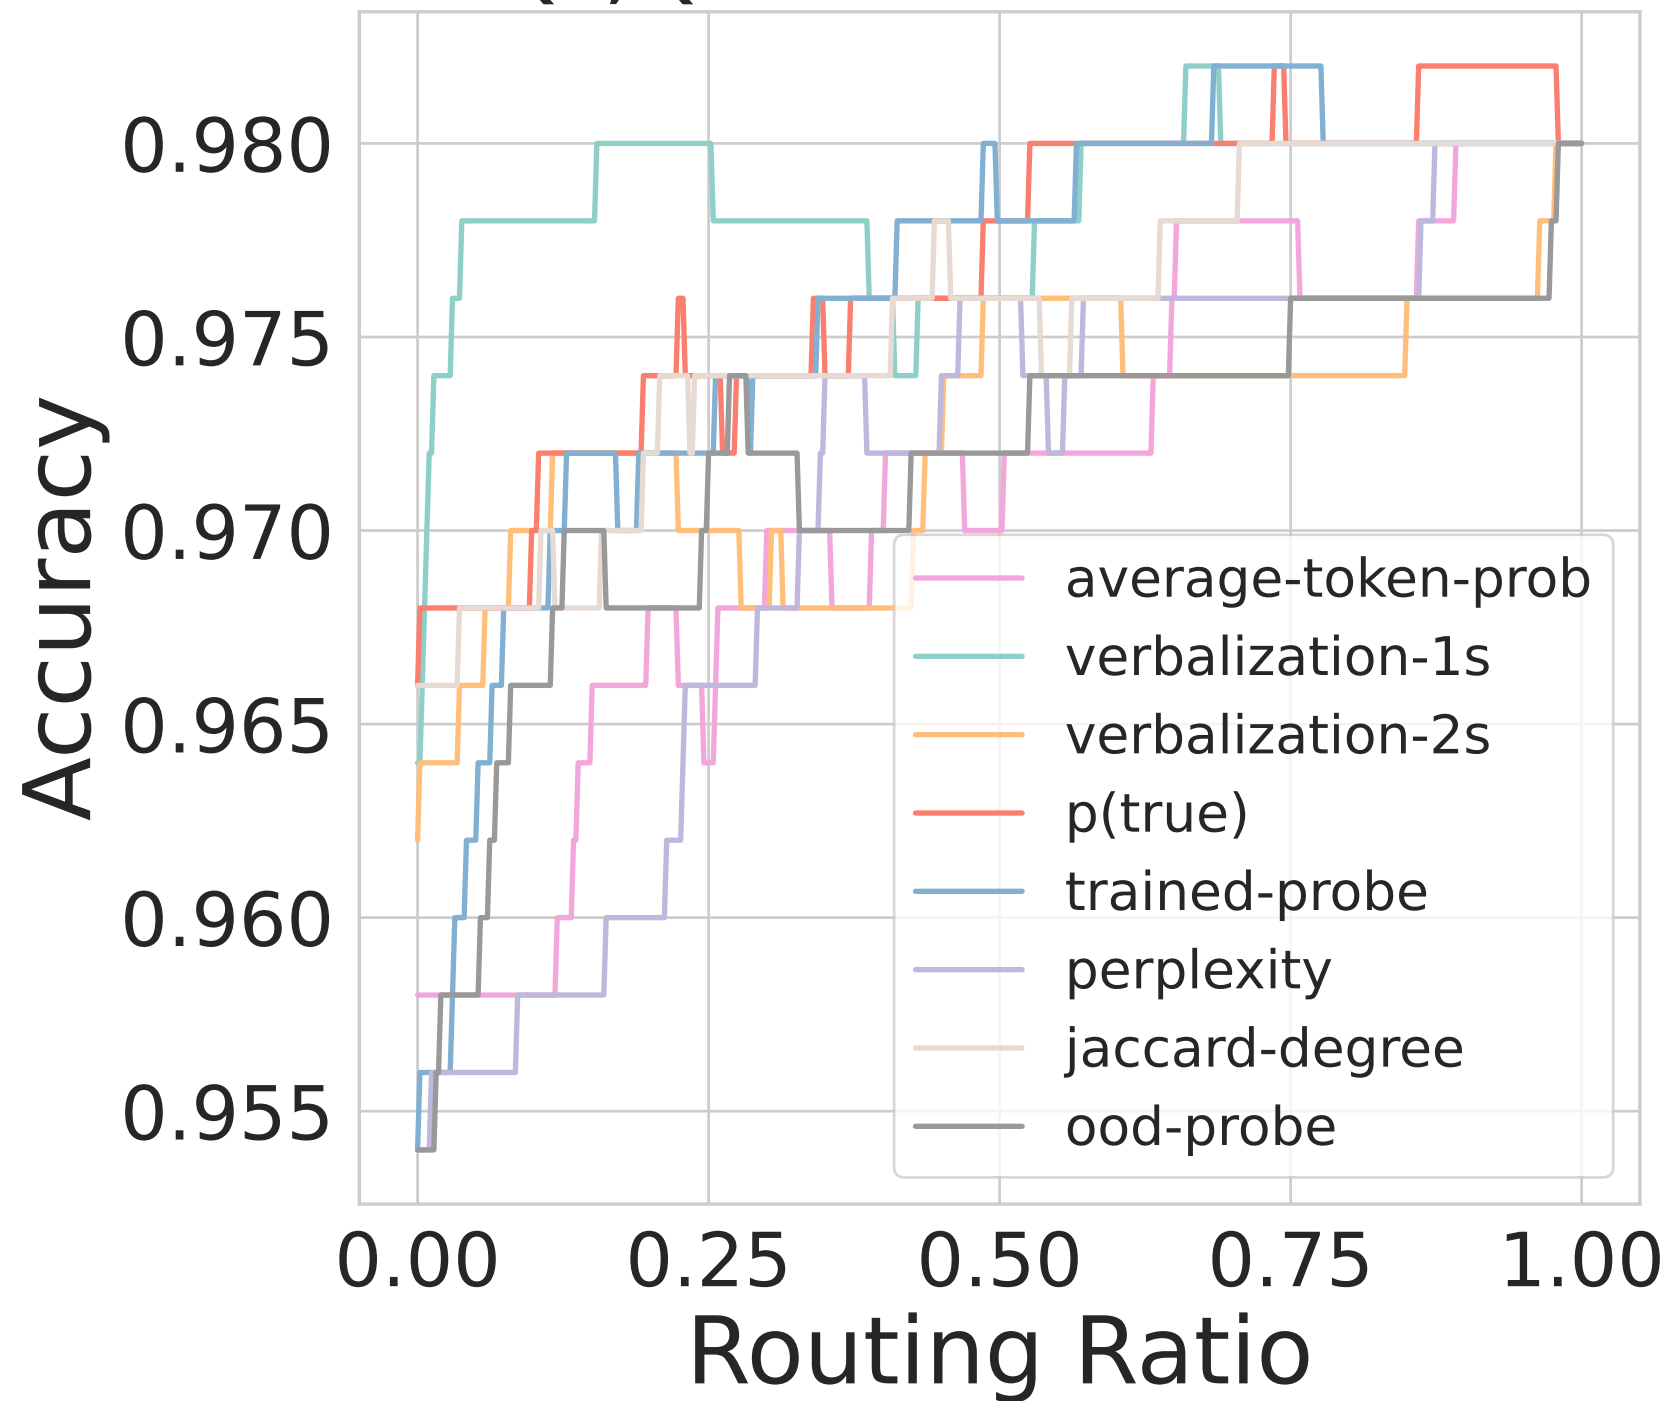 0.980
0.975
0.970
0.965
0.960
0.955
Accuracy
average-token-prob
verbalization-1s
verbalization-2s
p(true)
trained-probe
perplexity
jaccard-degree
ood-probe
0.00 0.25 0.50 0.75 1.00
Routing Ratio